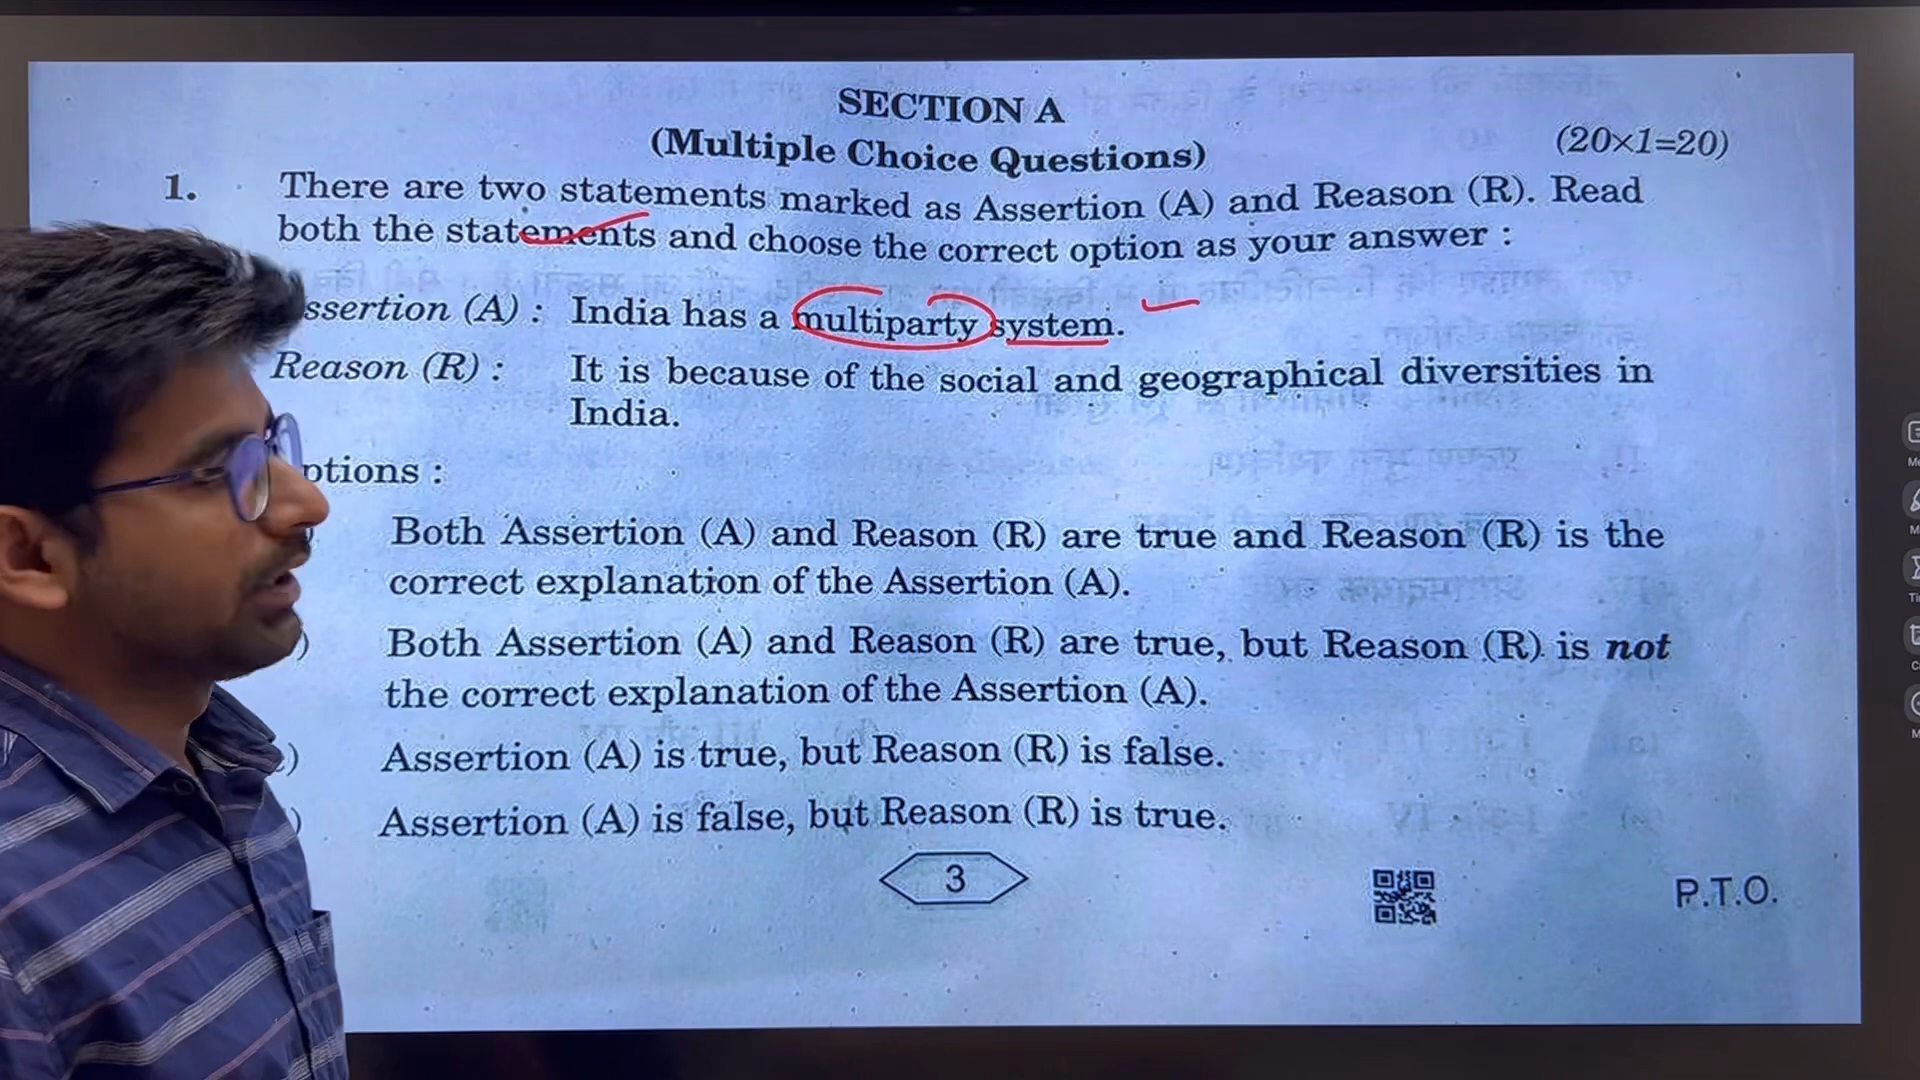 SECTION A
(Multiple Choice Questions)
(20×1=20)
1. There are two statements marked as Assertion (A) and Reason (R). Read
both the statements and choose the correct option as your answer :
ssertion (A) : India has a multiparty system.
Reason (R) : It is because of the social and geographical diversities in
India.
ptions :
Both Assertion (A) and Reason (R) are true and Reason (R) is the
correct explanation of the Assertion (A).
) Both Assertion (A) and Reason (R) are true, but Reason (R) is not
the correct explanation of the Assertion (A).
) Assertion (A) is true, but Reason (R) is false.
) Assertion (A) is false, but Reason (R) is true.
3
P.T.O.